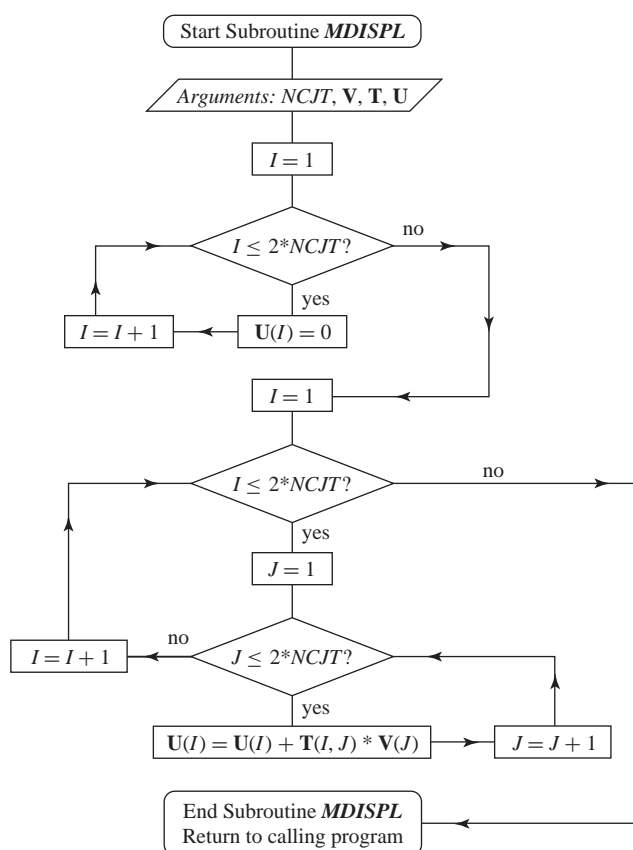 Start Subroutine MDISPL
Arguments: NCJT, V, T, U
I = 1
I ≤ 2*NCJT?
no
yes
I = I + 1
U(I) = 0
I = 1
I ≤ 2*NCJT?
no
yes
J = 1
J ≤ 2*NCJT?
no
I = I + 1
yes
U(I) = U(I) + T(I, J) * V(J)
J = J + 1
End Subroutine MDISPL
Return to calling program